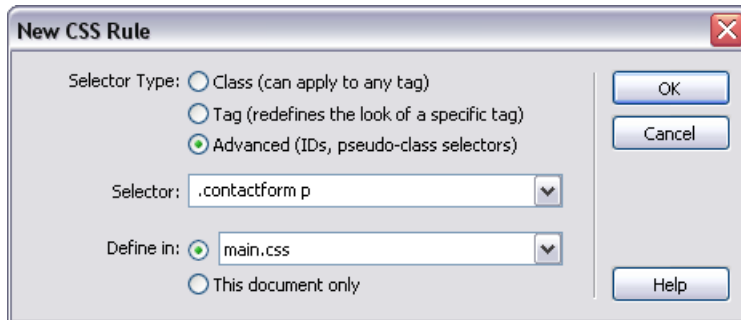 New CSS Rule
Selector Type: Class (can apply to any tag)
Tag (redefines the look of a specific tag)
Advanced (IDs, pseudo-class selectors)
OK
Cancel
Selector: .contactform p
Define in: main.css
This document only
Help